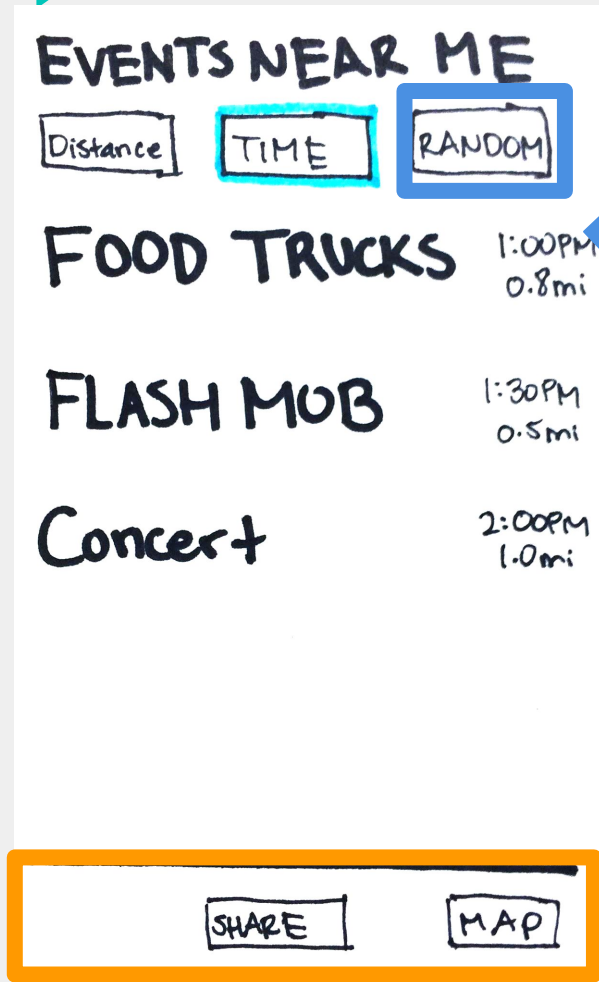 EVENTS NEAR ME
Distance TIME RANDOM
FOOD TRUCKS 1:00PM
0.8mi
FLASH MOB 1:30PM
0.5mi
Concert 2:00PM
1.0mi
SHARE MAP